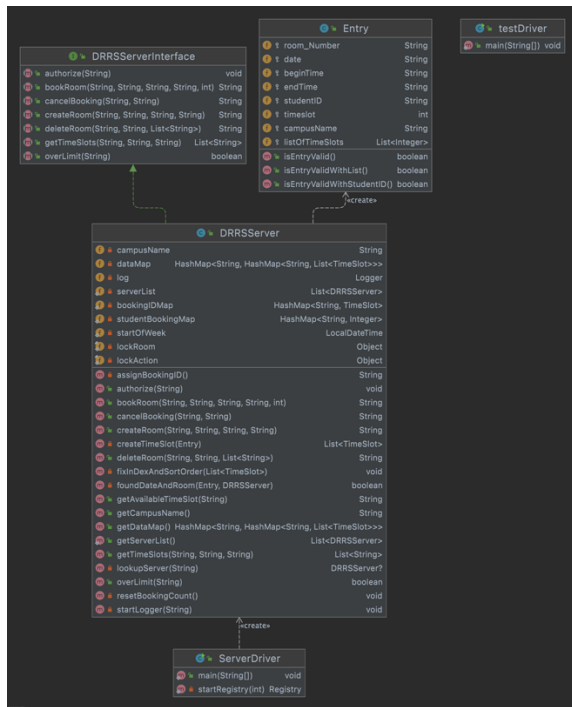 DRRSServerInterface
authorize(String) void
bookRoom(String, String, String, String, int) String
cancelBooking(String, String) String
createRoom(String, String, String, String) String
deleteRoom(String, String, List<String>) String
getTimeSlots(String, String, String) List<String>
overLimit(String) boolean
Entry
room_Number String
date String
beginTime String
endTime String
studentID String
timeslot int
campusName String
listOfTimeSlots List<Integer>
isEntryValid() boolean
isEntryValidWithList() boolean
isEntryValidWithStudentID() boolean
testDriver
main(String[]) void
«create»
DRRSServer
campusName String
dataMap HashMap<String, HashMap<String, List<TimeSlot>>>
log Logger
serverList List<DRRSServer>
bookingIDMap HashMap<String, TimeSlot>
studentBookingMap HashMap<String, Integer>
startOfWeek LocalDateTime
lockRoom Object
lockAction Object
assignBookingID() String
authorize(String) void
bookRoom(String, String, String, String, int) String
cancelBooking(String, String) String
createRoom(String, String, String, String) String
createTimeSlot(Entry) List<TimeSlot>
deleteRoom(String, String, List<String>) String
fixInDexAndSortOrder(List<TimeSlot>) void
foundDateAndRoom(Entry, DRRSServer) boolean
getAvailableTimeSlot(String) String
getCampusName() String
getDataMap() HashMap<String, HashMap<String, List<TimeSlot>>>
getServerList() List<DRRSServer>
getTimeSlots(String, String, String) List<String>
lookupServer(String) DRRSServer?
overLimit(String) boolean
resetBookingCount() void
startLogger(String) void
«create»
ServerDriver
main(String[]) void
startRegistry(int) Registry